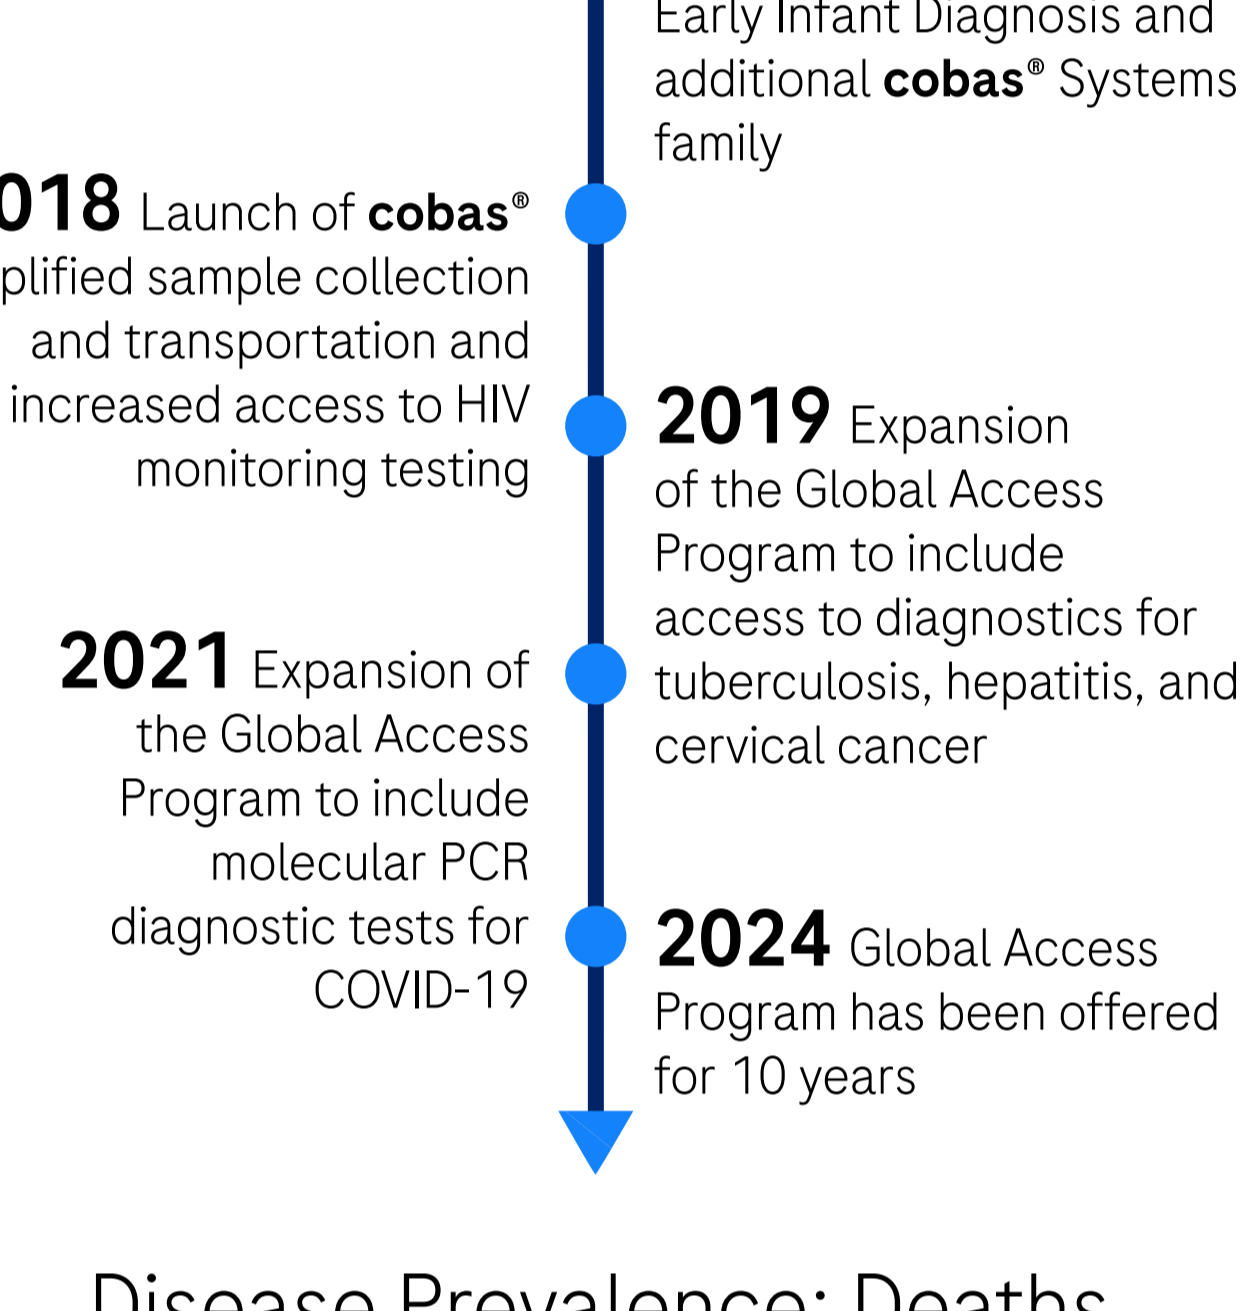 Early Infant Diagnosis and
additional cobas® Systems
family
018 Launch of cobas®
plified sample collection
and transportation and
increased access to HIV
monitoring testing
2019 Expansion
of the Global Access
Program to include
access to diagnostics for
tuberculosis, hepatitis, and
cervical cancer
2021 Expansion of
the Global Access
Program to include
molecular PCR
diagnostic tests for
COVID-19
2024 Global Access
Program has been offered
for 10 years
Disease Prevalence: Deaths